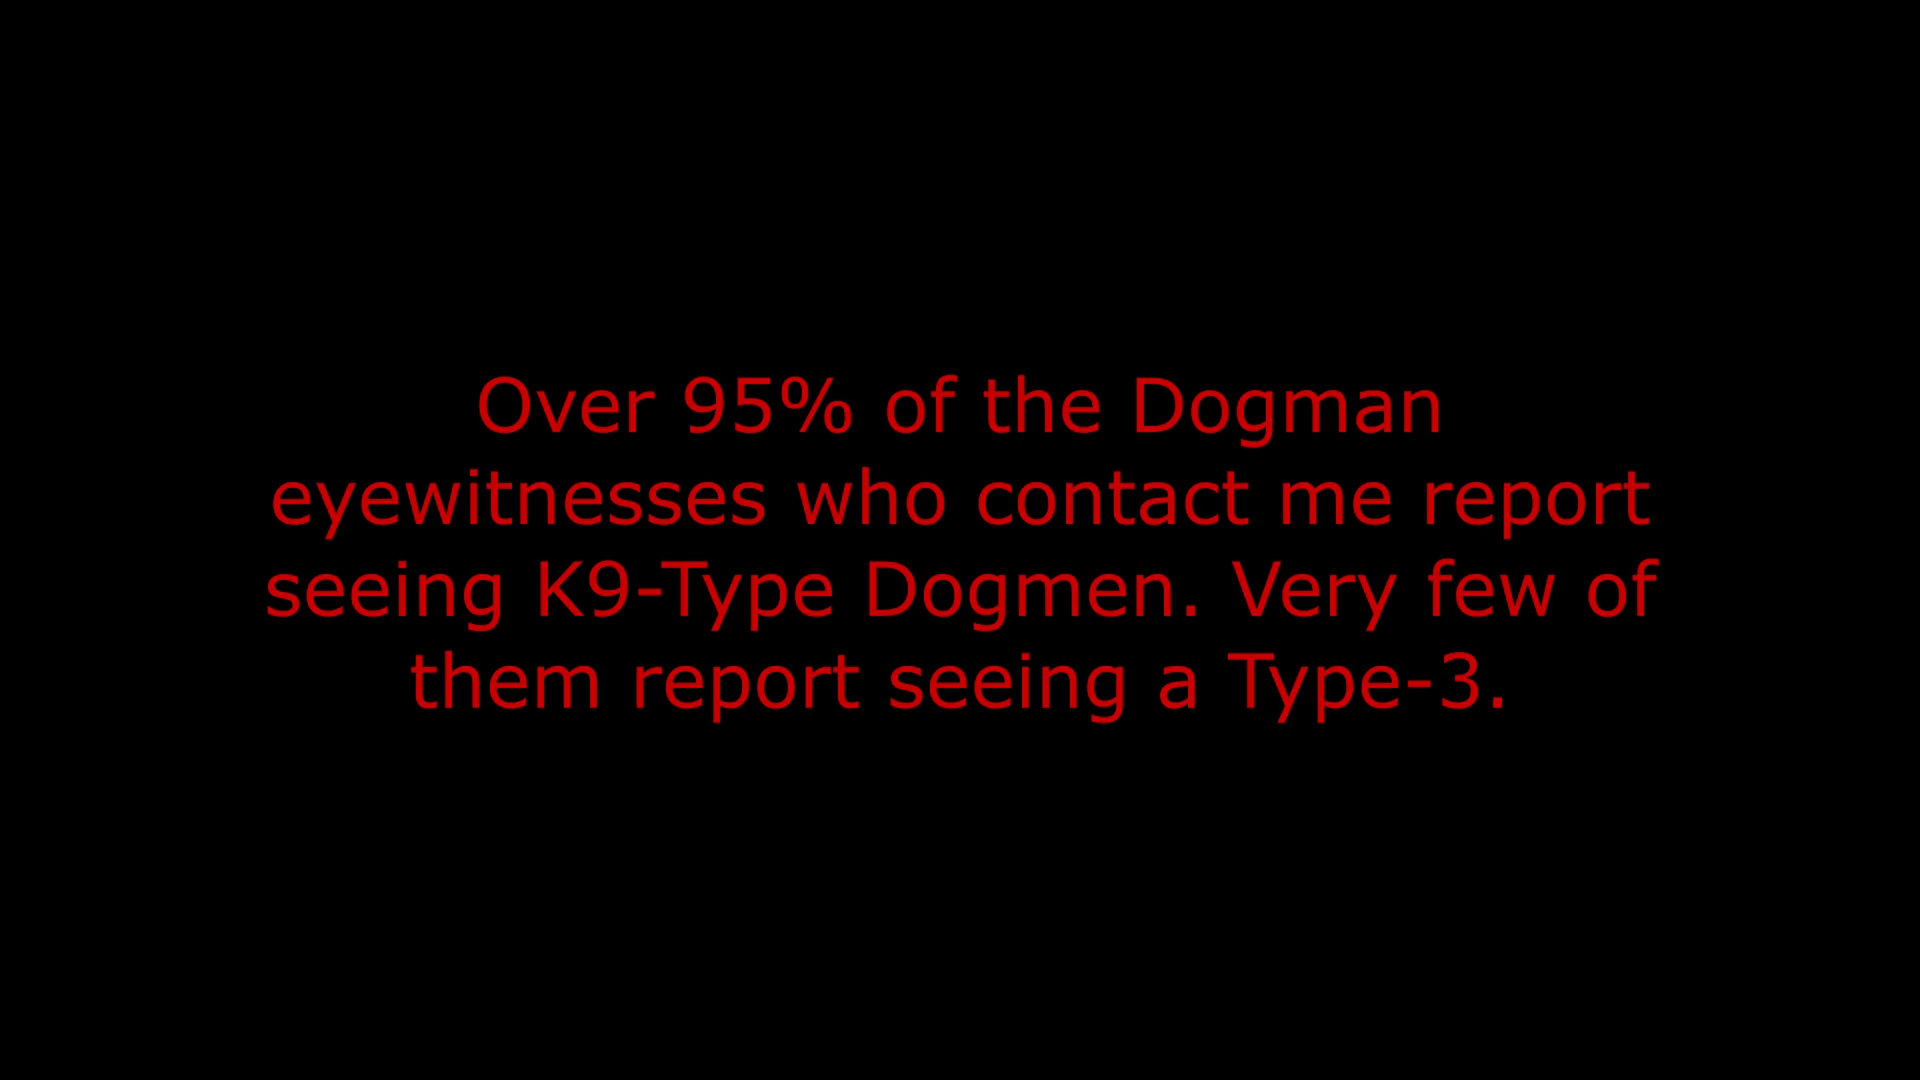 Over 95% of the Dogman
eyewitnesses who contact me report
seeing K9-Type Dogmen. Very few of
them report seeing a Type-3.